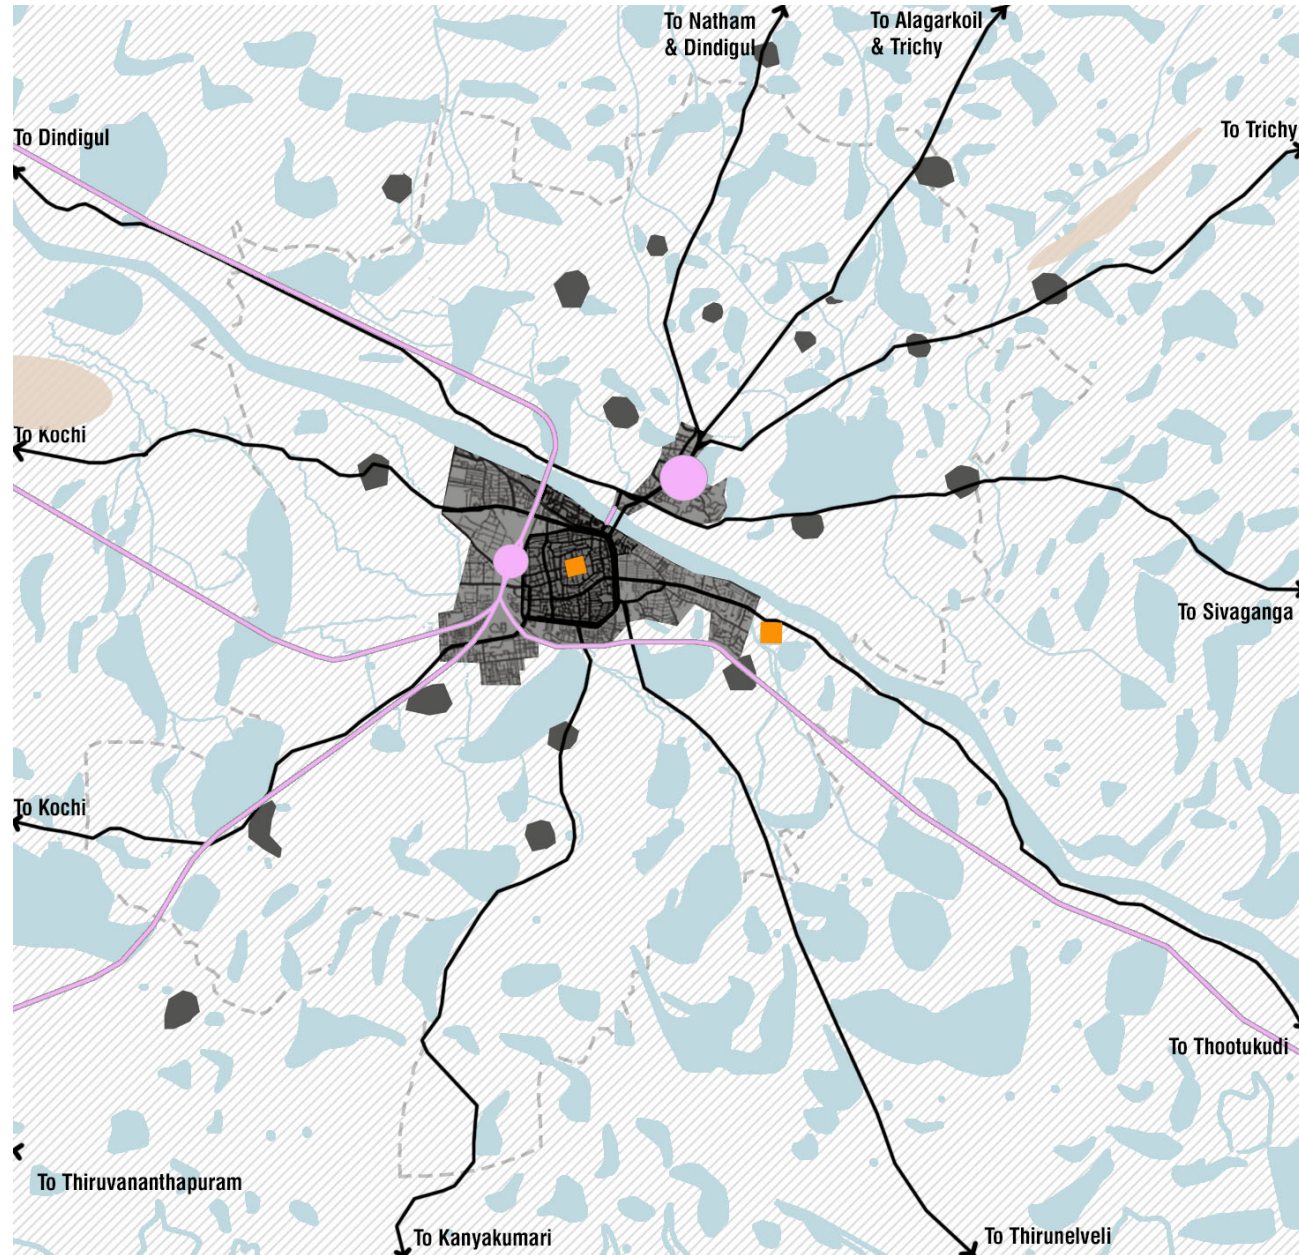 To Natham
& Dindigul
To Alagarkoil
& Trichy
To Dindigul
To Trichy
To Kochi
To Sivaganga
To Kochi
To Thootukudi
To Thiruvananthapuram
To Kanyakumari
To Thirunelveli